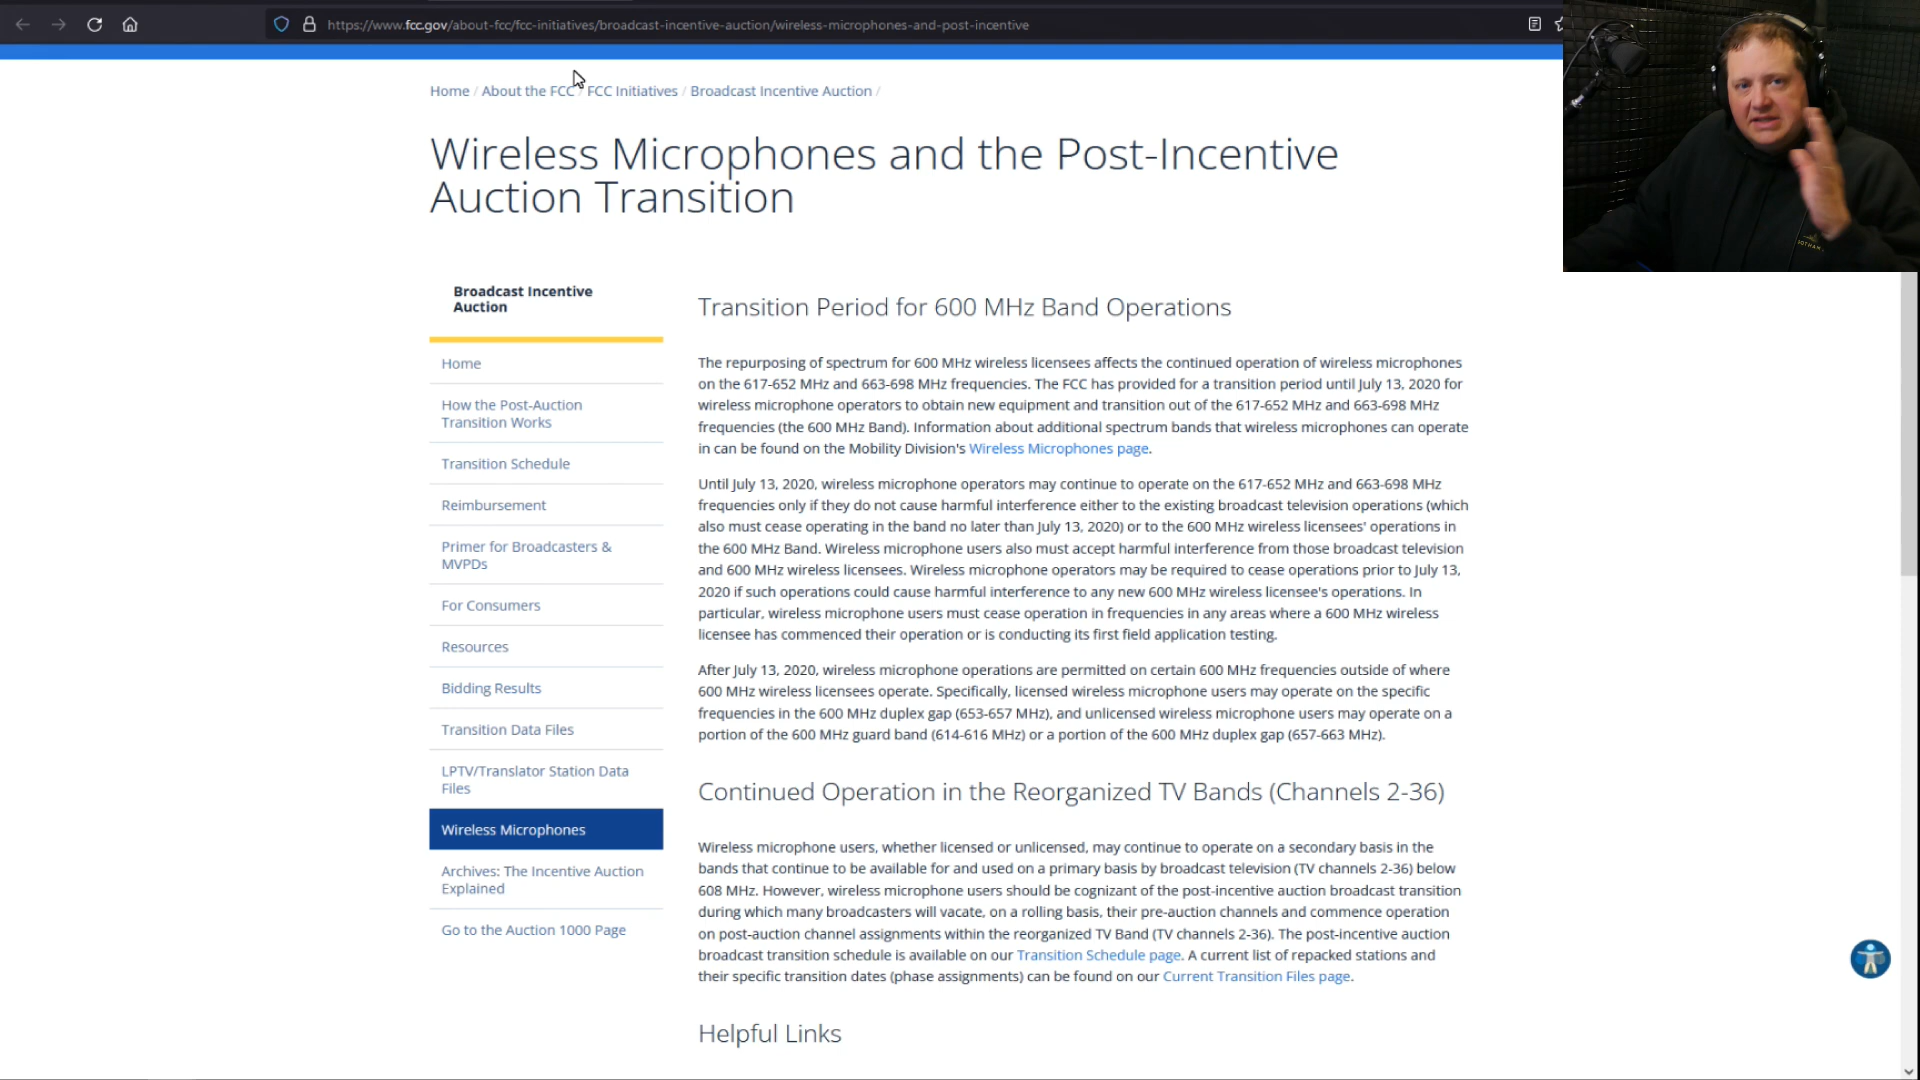 https://www.fcc.gov/about-fcc/fcc-initiatives/broadcast-incentive-auction/wireless-microphones-and-post-incentive
Home / About the FCC / FCC Initiatives / Broadcast Incentive Auction /
Wireless Microphones and the Post-Incentive
Auction Transition
Broadcast Incentive
Auction
Home
How the Post-Auction
Transition Works
Transition Schedule
Reimbursement
Primer for Broadcasters &
MVPDs
For Consumers
Resources
Bidding Results
Transition Data Files
LPTV/Translator Station Data
Files
Wireless Microphones
Archives: The Incentive Auction
Explained
Go to the Auction 1000 Page
Transition Period for 600 MHz Band Operations
The repurposing of spectrum for 600 MHz wireless licensees affects the continued operation of wireless microphones
on the 617-652 MHz and 663-698 MHz frequencies. The FCC has provided for a transition period until July 13, 2020 for
wireless microphone operators to obtain new equipment and transition out of the 617-652 MHz and 663-698 MHz
frequencies (the 600 MHz Band). Information about additional spectrum bands that wireless microphones can operate
in can be found on the Mobility Division's Wireless Microphones page.
Until July 13, 2020, wireless microphone operators may continue to operate on the 617-652 MHz and 663-698 MHz
frequencies only if they do not cause harmful interference either to the existing broadcast television operations (which
also must cease operating in the band no later than July 13, 2020) or to the 600 MHz wireless licensees' operations in
the 600 MHz Band. Wireless microphone users also must accept harmful interference from those broadcast television
and 600 MHz wireless licensees. Wireless microphone operators may be required to cease operations prior to July 13,
2020 if such operations could cause harmful interference to any new 600 MHz wireless licensee's operations. In
particular, wireless microphone users must cease operation in frequencies in any areas where a 600 MHz wireless
licensee has commenced their operation or is conducting its first field application testing.
After July 13, 2020, wireless microphone operations are permitted on certain 600 MHz frequencies outside of where
600 MHz wireless licensees operate. Specifically, licensed wireless microphone users may operate on the specific
frequencies in the 600 MHz duplex gap (653-657 MHz), and unlicensed wireless microphone users may operate on a
portion of the 600 MHz guard band (614-616 MHz) or a portion of the 600 MHz duplex gap (657-663 MHz).
Continued Operation in the Reorganized TV Bands (Channels 2-36)
Wireless microphone users, whether licensed or unlicensed, may continue to operate on a secondary basis in the
bands that continue to be available for and used on a primary basis by broadcast television (TV channels 2-36) below
608 MHz. However, wireless microphone users should be cognizant of the post-incentive auction broadcast transition
during which many broadcasters will vacate, on a rolling basis, their pre-auction channels and commence operation
on post-auction channel assignments within the reorganized TV Band (TV channels 2-36). The post-incentive auction
broadcast transition schedule is available on our Transition Schedule page. A current list of repacked stations and
their specific transition dates (phase assignments) can be found on our Current Transition Files page.
Helpful Links